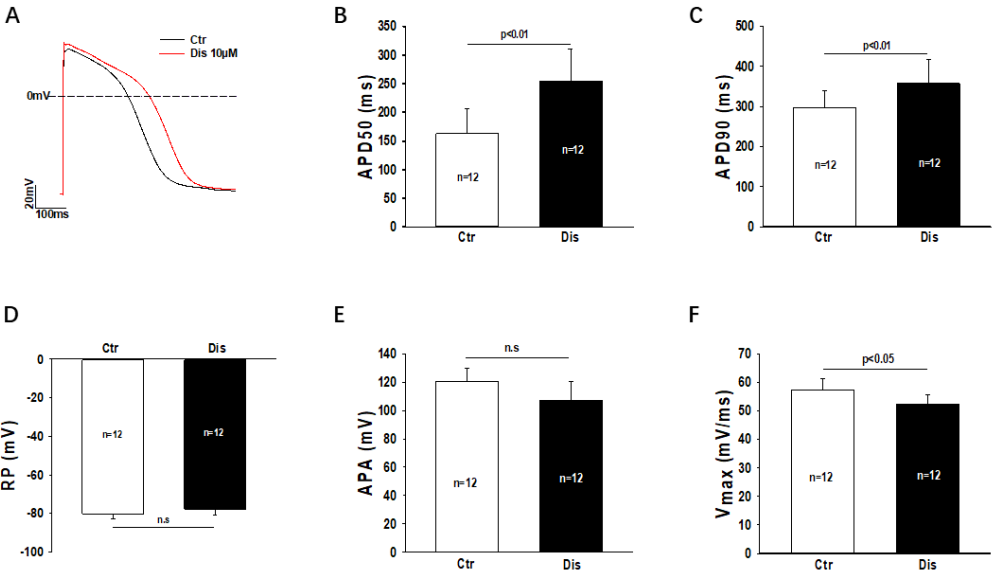 A
Ctr
Dis 10µM
0mV
20mV
100ms
B
APD50 (ms)
350
300
250
200
150
100
50
0
p<0.01
n=12
n=12
Ctr
Dis
C
APD90 (ms)
500
400
300
200
100
0
p<0.01
n=12
n=12
Ctr
Dis
D
Ctr
Dis
RP (mV)
0
-20
-40
-60
-80
-100
n=12
n=12
n.s
E
APA (mV)
140
120
100
80
60
40
20
0
n.s
n=12
n=12
Ctr
Dis
F
Vmax (mV/ms)
70
60
50
40
30
20
10
0
p<0.05
n=12
n=12
Ctr
Dis